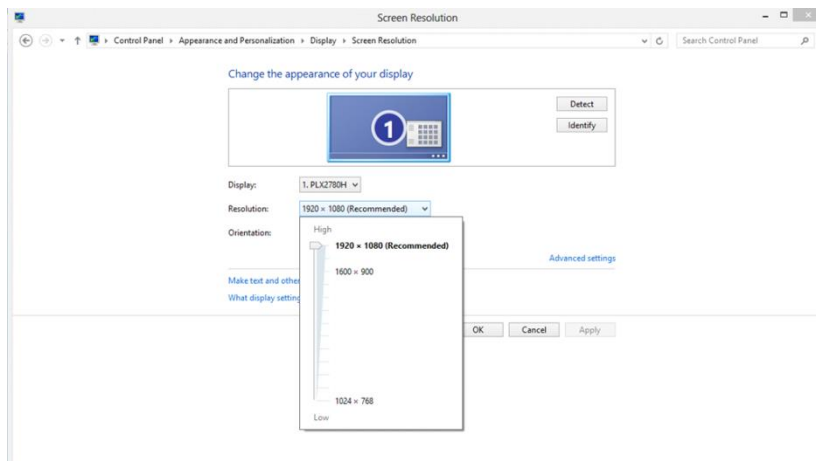 Screen Resolution
Control Panel Appearance and Personalization Display Screen Resolution
Search Control Panel
Change the appearance of your display
1
Detect
Identify
Display: 1. PLX2780H
Resolution: 1920 × 1080 (Recommended)
Orientation:
High
1920 × 1080 (Recommended)
1600 × 900
1024 × 768
Low
Advanced settings
Make text and other
What display setting
OK Cancel Apply